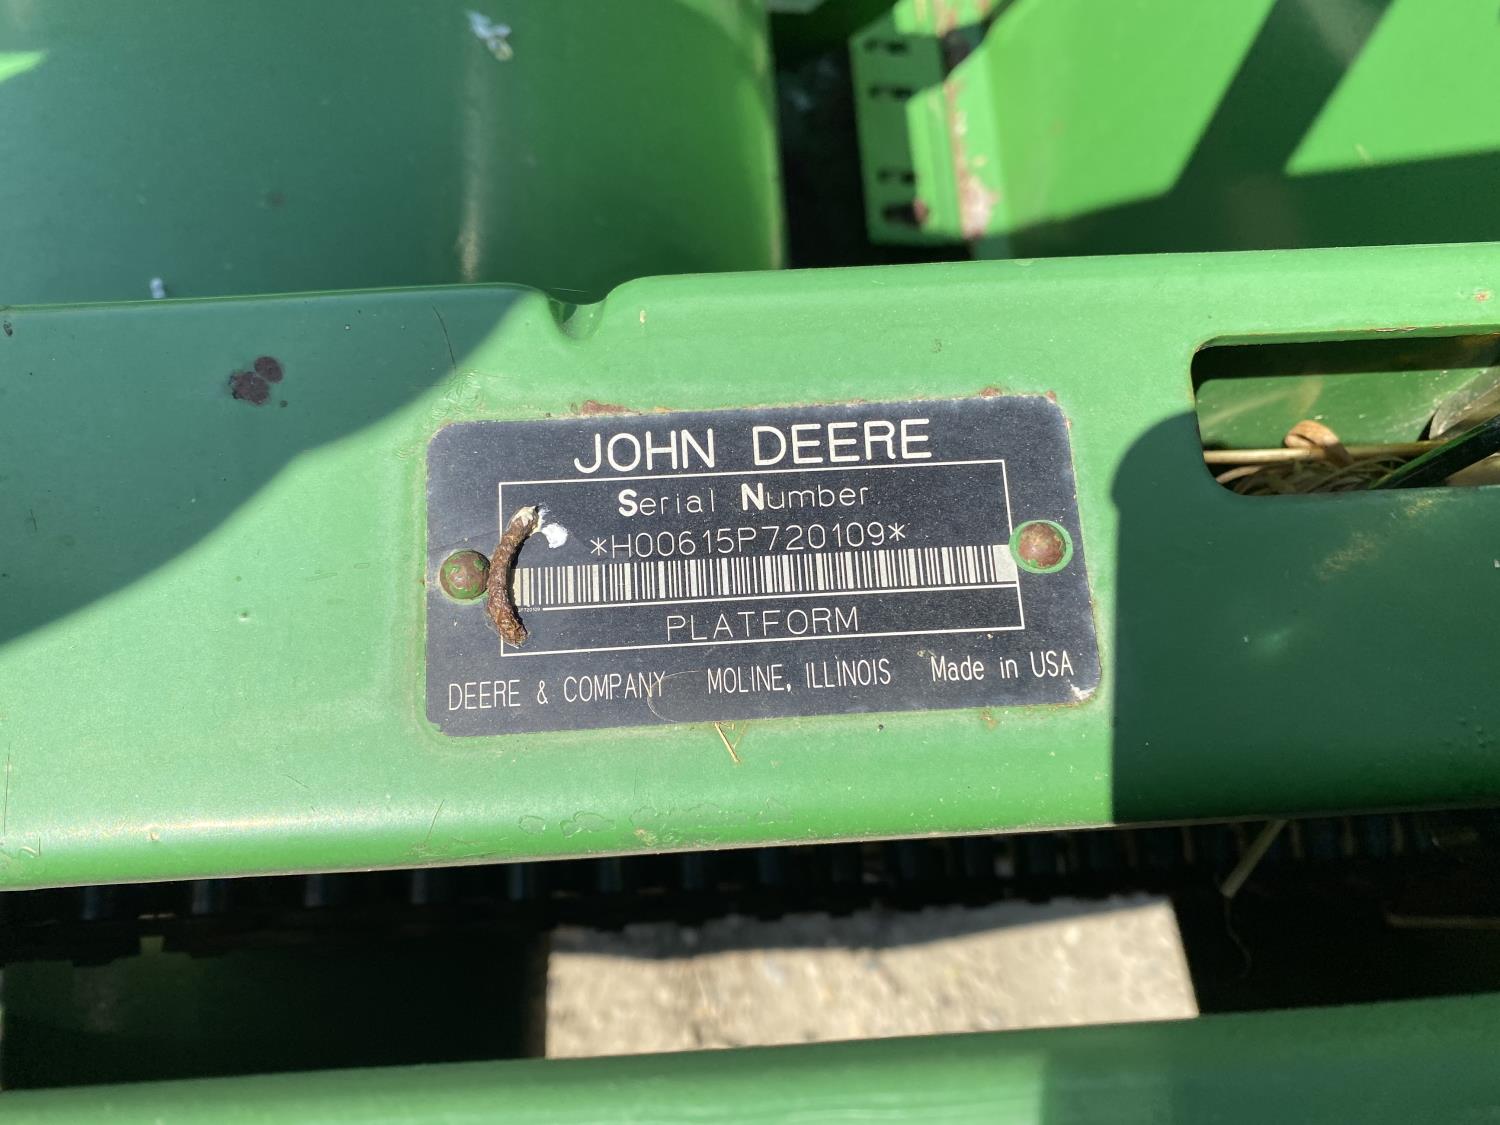 JOHN DEERE
Serial Number
*H00615P720109*
PLATFORM
DEERE & COMPANY MOLINE, ILLINOIS Made in USA